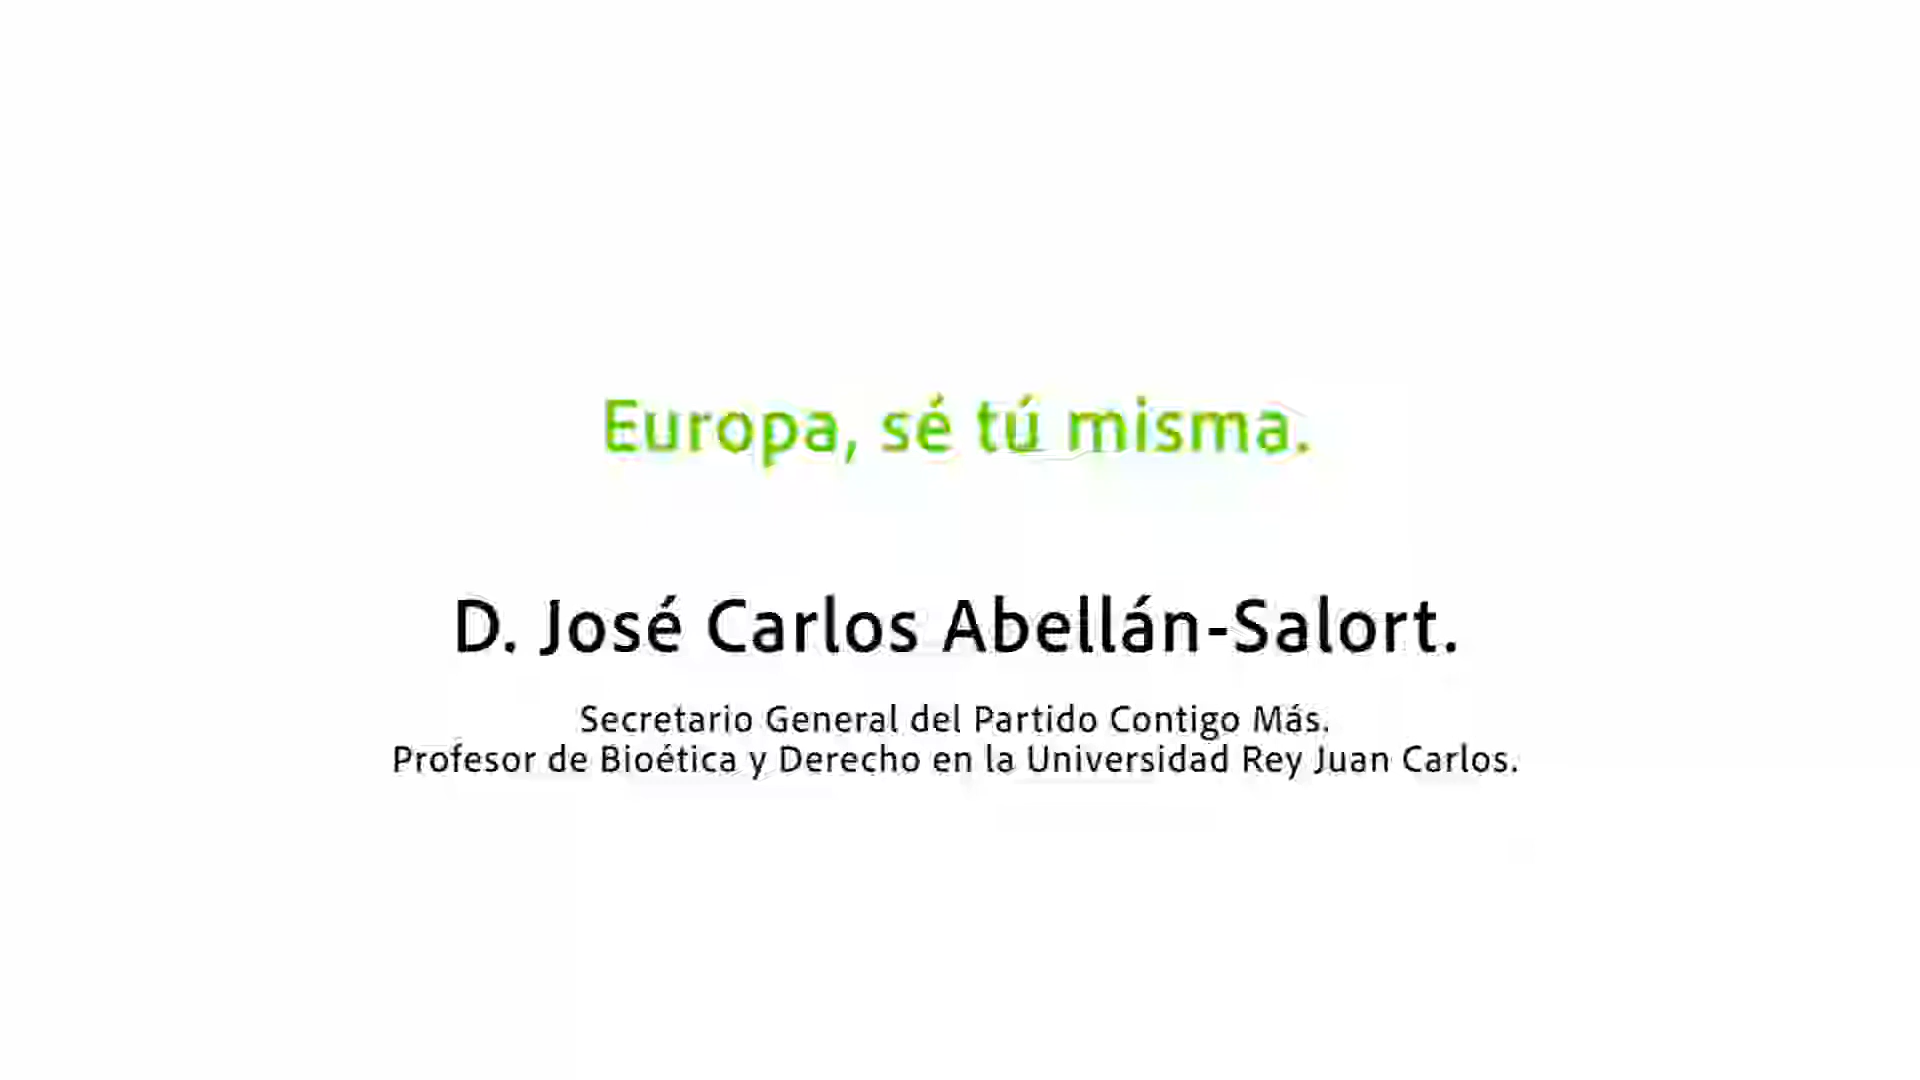 Europa, sé tú misma.
D. José Carlos Abellán-Salort.
Secretario General del Partido Contigo Más.
Profesor de Bioética y Derecho en la Universidad Rey Juan Carlos.